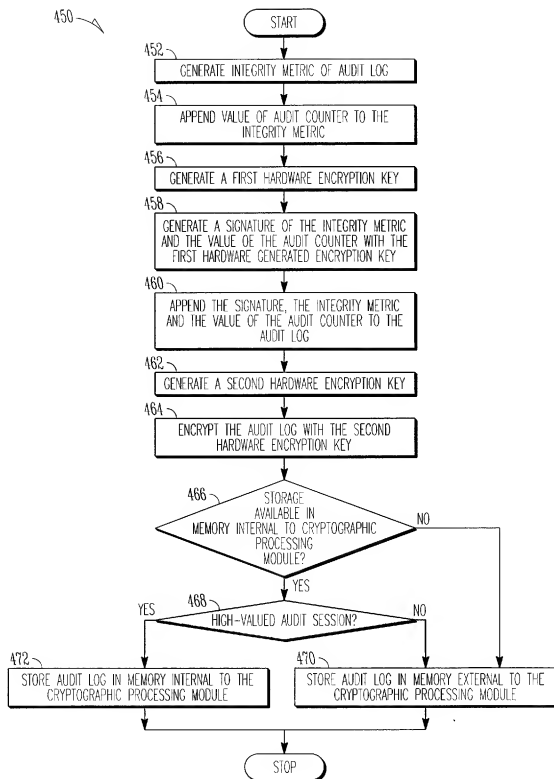 450
START
452
GENERATE INTEGRITY METRIC OF AUDIT LOG
454
APPEND VALUE OF AUDIT COUNTER TO THE
INTEGRITY METRIC
456
GENERATE A FIRST HARDWARE ENCRYPTION KEY
458
GENERATE A SIGNATURE OF THE INTEGRITY METRIC
AND THE VALUE OE THE AUDIT COUNTER WITH THE
FIRST HARDWARE GENERATED ENCRYPTION KEY
460
APPEND THE SIGNATURE, THE INTEGRITY METRIC
AND THE VALUE OF THE AUDIT COUNTER TO THE
AUDIT LOG
462
GENERATE A SECOND HARDWARE ENCRYPTION KEY
464
ENCRYPT THE AUDIT LOG WITH THE SECOND
HARDWARE ENCRYPTION KEY
466
STORAGE
AVAILABLE IN
MEMORY INTERNAL TO CRYPTOGRAPHIC
PROCESSING
MODULE?
NO
YES
468
YES
HIGH-VALUED AUDIT SESSION?
NO
472
STORE AUDIT LOG IN MEMORY INTERNAL TO THE
CRYPTOGRAPHIC PROCESSING MODULE
470
STORE AUDIT LOG IN MEMORY EXTERNAL TO THE
CRYPTOGRAPHIC PROCESSING MODULE
STOP